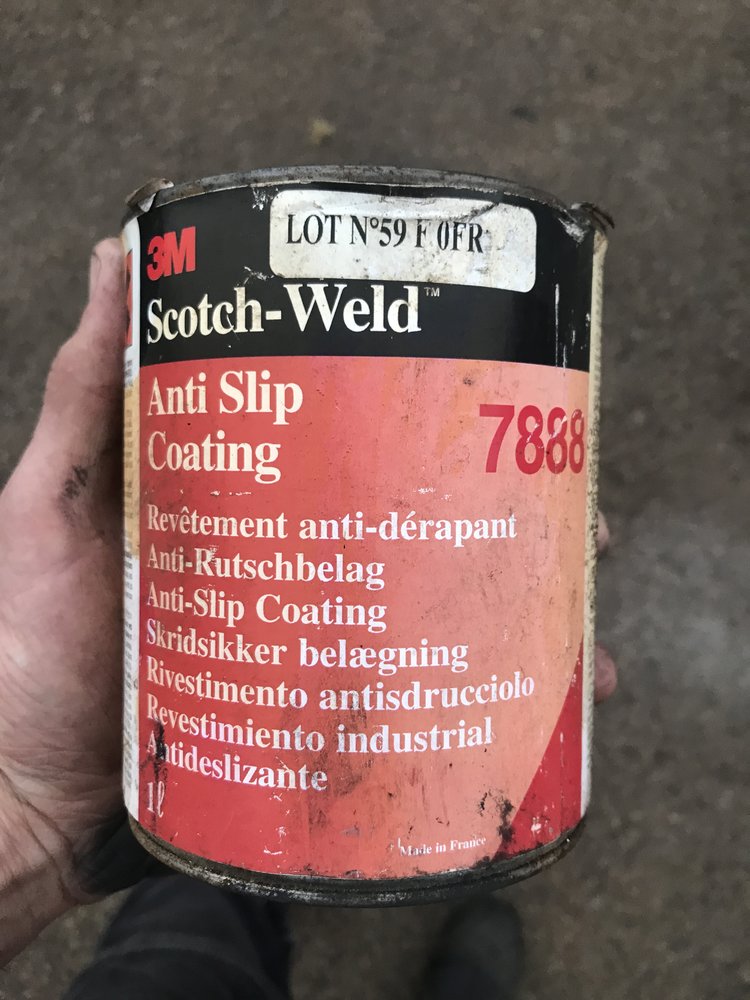 LOT N°59 F 0FR
3M
Scotch-Weld™
Anti Slip
Coating
7888
Revêtement anti-dérapant
Anti-Rutschbelag
Anti-Slip Coating
Skridsikker belægning
Rivestimento antisdrucciolo
Revestimiento industrial
Antideslizante
1ℓ
Made in France